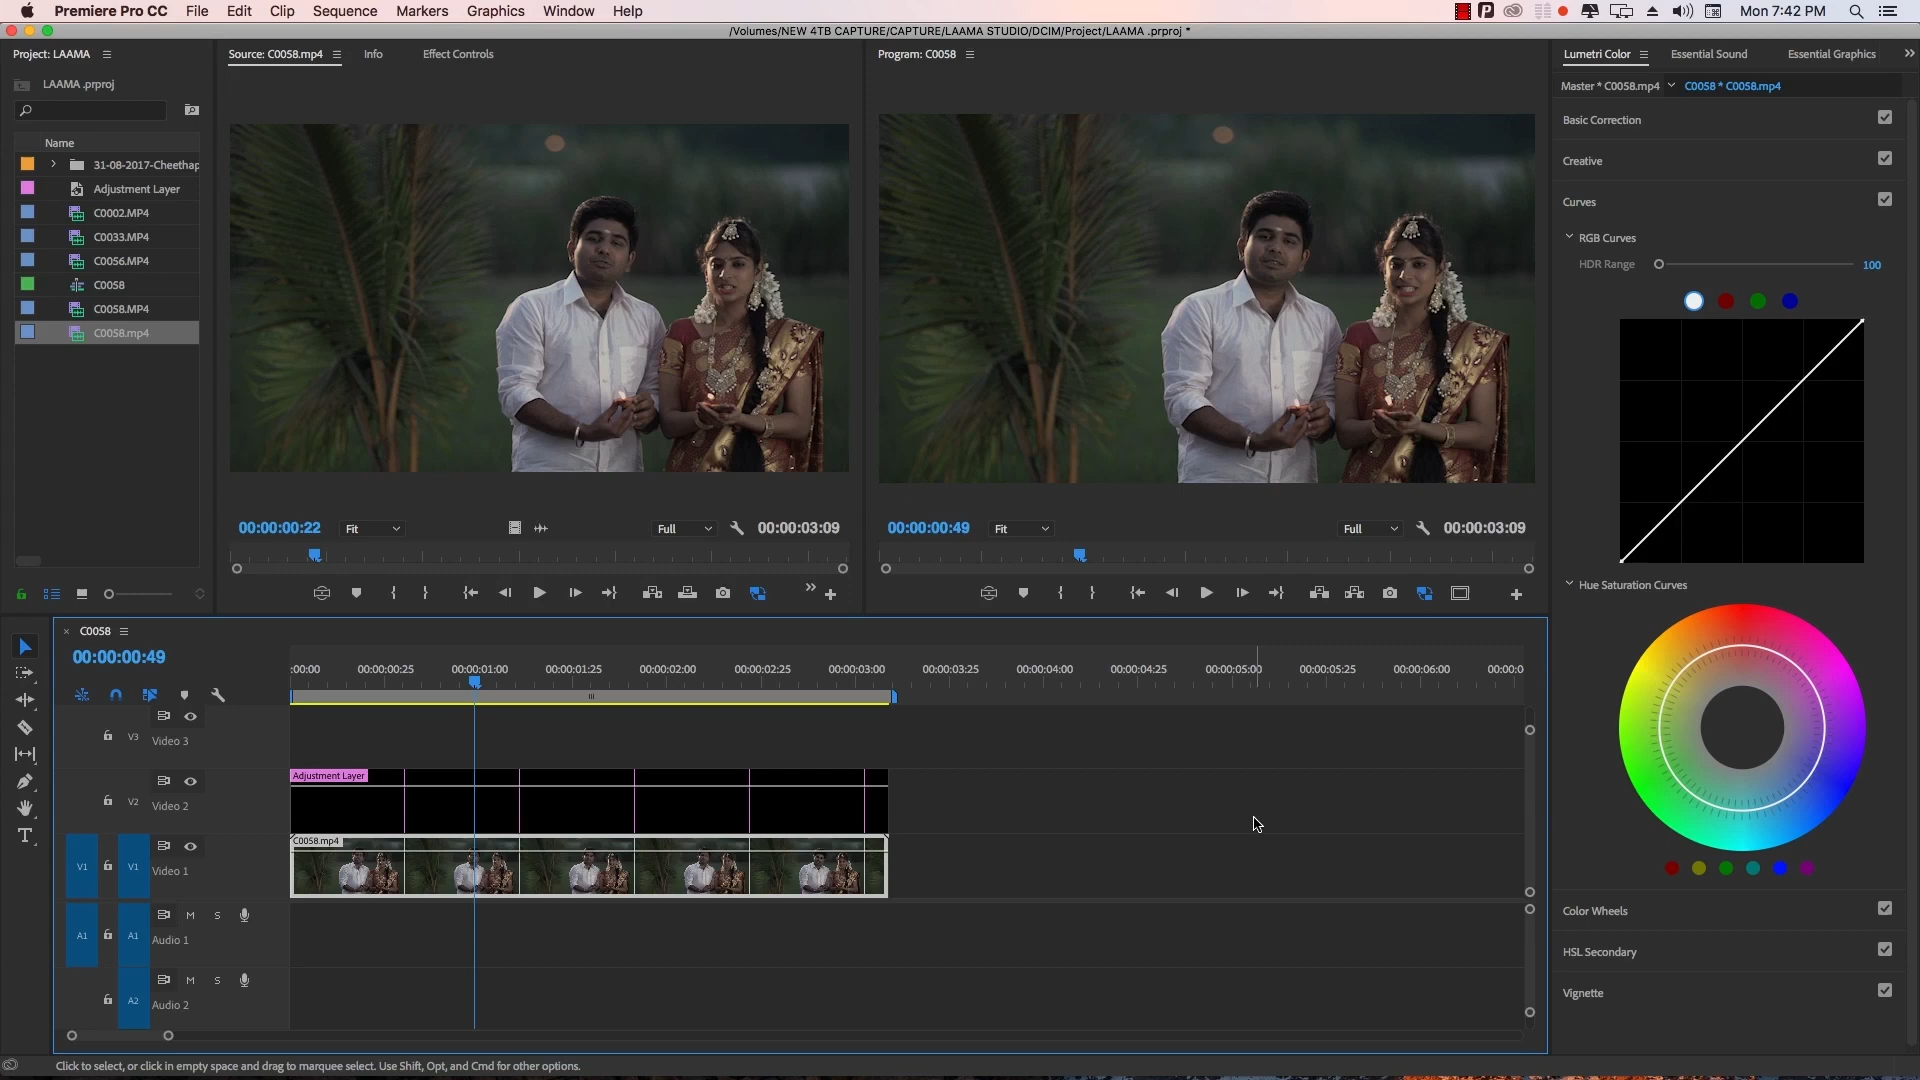 Premiere Pro CC File Edit Clip Sequence Markers Graphics Window Help Mon 7:42 PM
/Volumes/NEW 4TB CAPTURE/CAPTURE/LAAMA STUDIO/DCIM/Project/LAAMA .prproj *
Project: LAAMA
Source: C0058.mp4 Info Effect Controls
Program: C0058
Lumetri Color Essential Sound Essential Graphics
LAAMA .prproj
Master * C0058.mp4 C0058 * C0058.mp4
Basic Correction
Name
31-08-2017-Cheethap
Adjustment Layer
C0002.MP4
C0033.MP4
C0056.MP4
C0058
C0058.MP4
C0058.mp4
Creative
Curves
RGB Curves
HDR Range 100
Hue Saturation Curves
00:00:00:22 Fit Full 00:00:03:09
00:00:00:49 Fit Full 00:00:03:09
C0058
00:00:00:49
:00:00 00:00:00:25 00:00:01:00 00:00:01:25 00:00:02:00 00:00:02:25 00:00:03:00 00:00:03:25 00:00:04:00 00:00:04:25 00:00:05:00 00:00:05:25 00:00:06:00 00:00:0
V3 Video 3
Adjustment Layer
V2 Video 2
C0058.mp4
V1 V1 Video 1
M S
A1 A1 Audio 1
M S
A2 Audio 2
Color Wheels
HSL Secondary
Vignette
Click to select, or click in empty space and drag to marquee select. Use Shift, Opt, and Cmd for other options.